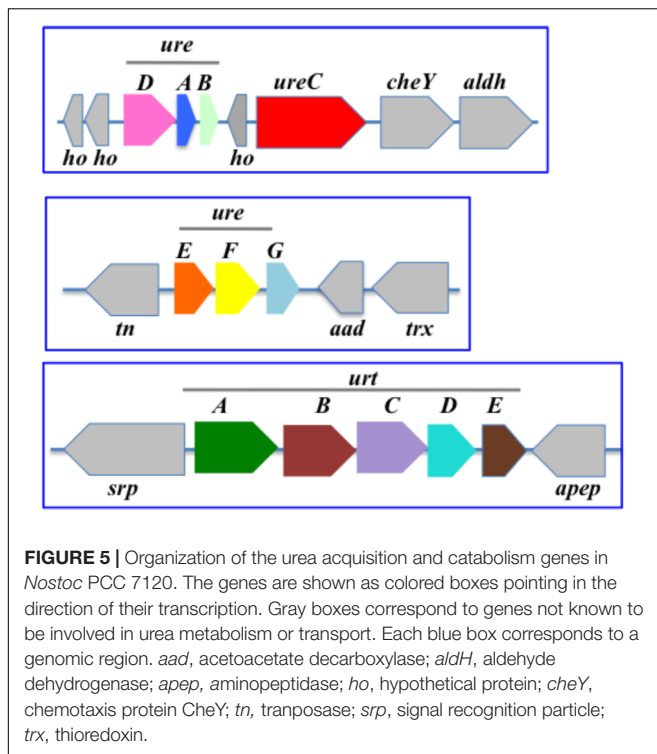 ure
D A B ureC cheY aldh
ho ho ho
ure
E F G
tn aad trx
urt
A B C D E
srp apep
FIGURE 5 | Organization of the urea acquisition and catabolism genes in
Nostoc PCC 7120. The genes are shown as colored boxes pointing in the
direction of their transcription. Gray boxes correspond to genes not known to
be involved in urea metabolism or transport. Each blue box corresponds to a
genomic region. aad, acetoacetate decarboxylase; aldH, aldehyde
dehydrogenase; apep, aminopeptidase; ho, hypothetical protein; cheY,
chemotaxis protein CheY; tn, tranposase; srp, signal recognition particle;
trx, thioredoxin.